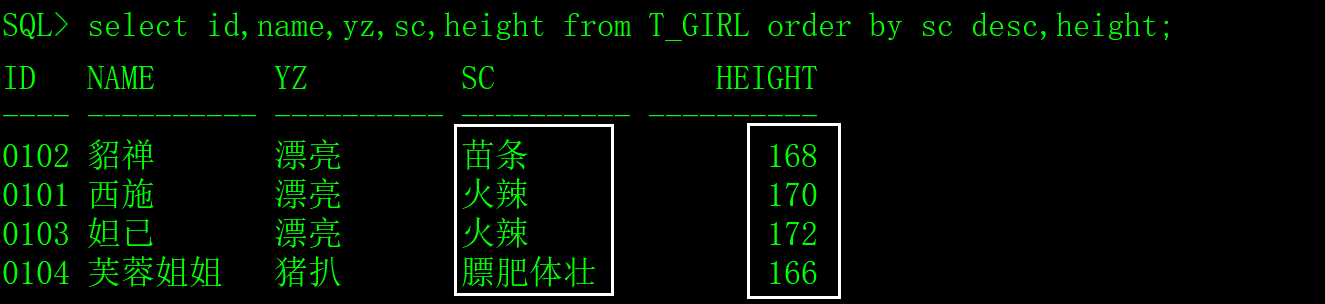 SQL> select id,name,yz,sc,height from T_GIRL order by sc desc,height;
ID NAME YZ SC HEIGHT
---- ---------- ---------- ---------- ----------
0102 貂禅 漂亮 苗条 168
0101 西施 漂亮 火辣 170
0103 妲己 漂亮 火辣 172
0104 芙蓉姐姐 猪扒 膘肥体壮 166